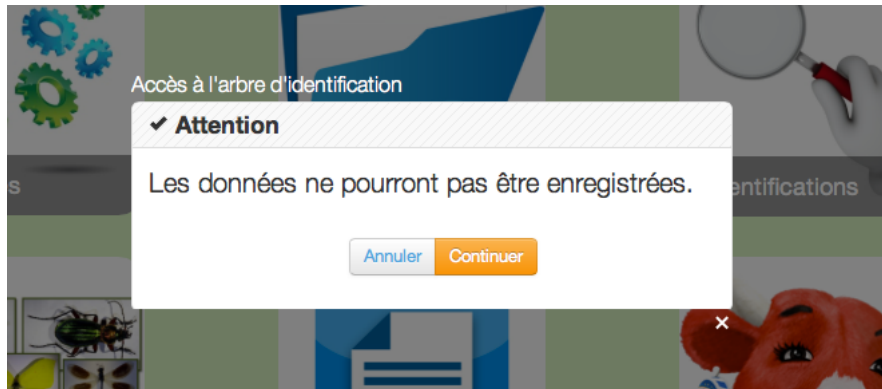 Accès à l'arbre d'identification
Attention
Les données ne pourront pas être enregistrées.
s
entifications
Annuler
Continuer